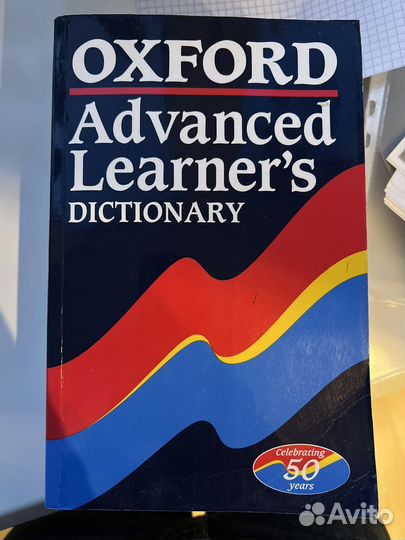 OXFORD
Advanced
Learner's
DICTIONARY
Celebrating
50
years
Avito